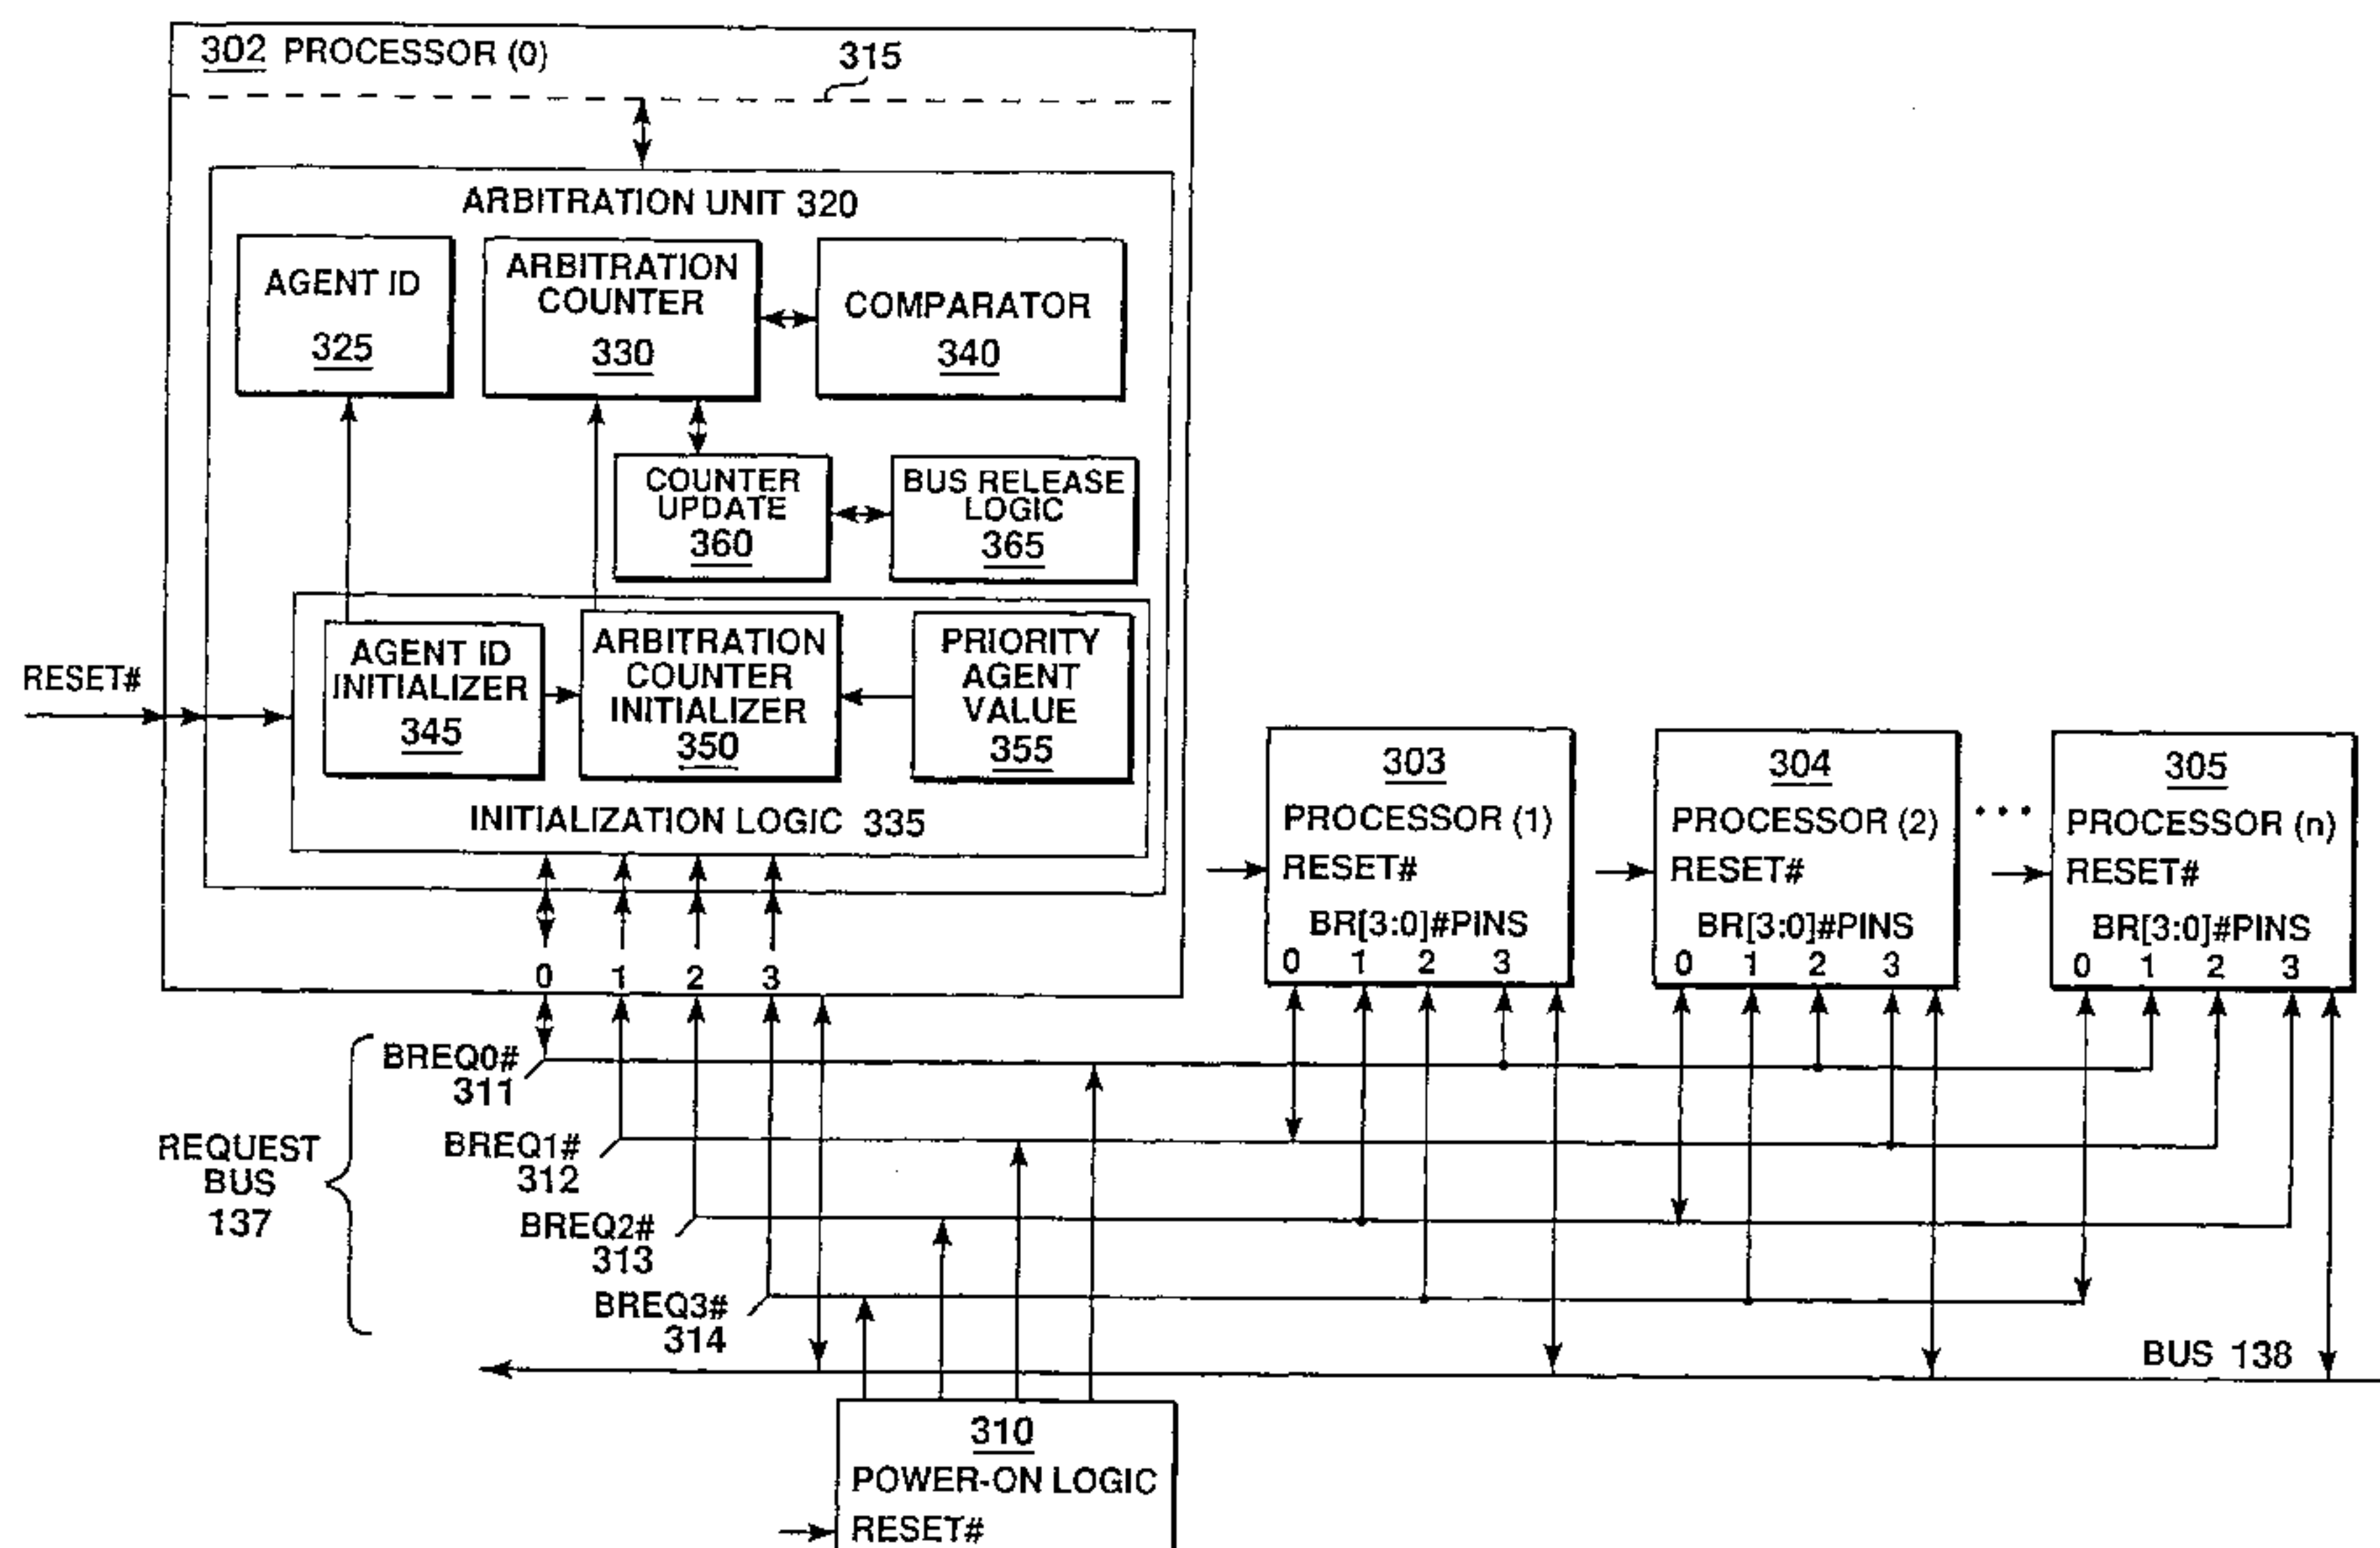 302 PROCESSOR (0)
315
ARBITRATION UNIT 320
AGENT ID
325
ARBITRATION
COUNTER
330
COMPARATOR
340
COUNTER
UPDATE
360
BUS RELEASE
LOGIC
365
RESET#
AGENT ID
INITIALIZER
345
ARBITRATION
COUNTER
INITIALIZER
350
PRIORITY
AGENT
VALUE
355
INITIALIZATION LOGIC 335
0 1 2 3
303
PROCESSOR (1)
RESET#
BR[3:0]#PINS
0 1 2 3
304
PROCESSOR (2)
RESET#
BR[3:0]#PINS
0 1 2 3
• • •
305
PROCESSOR (n)
RESET#
BR[3:0]#PINS
0 1 2 3
REQUEST
BUS
137
BREQ0#
311
BREQ1#
312
BREQ2#
313
BREQ3#
314
BUS 138
310
POWER-ON LOGIC
RESET#